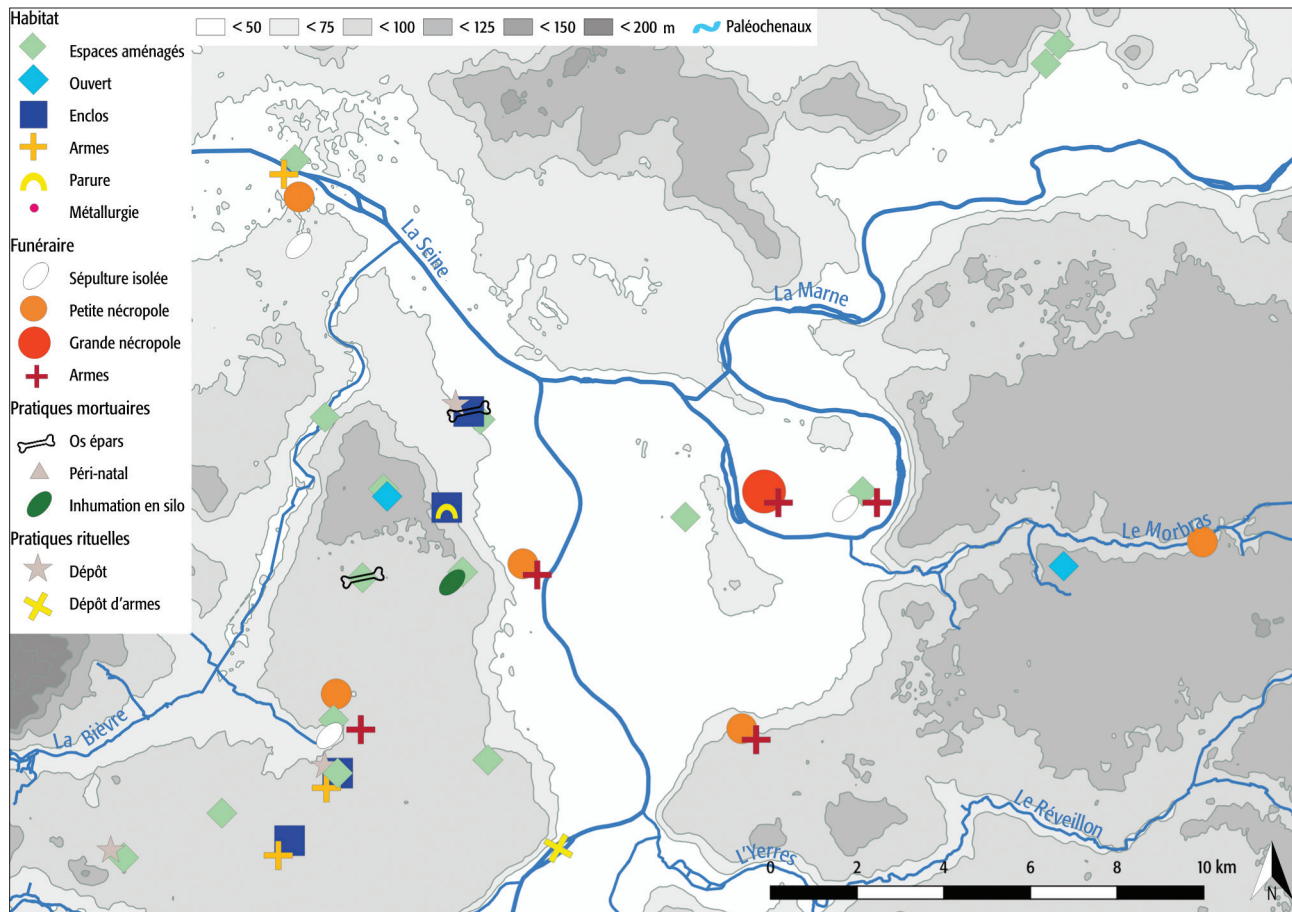 Habitat
Espaces aménagés
Ouvert
Enclos
Armes
Parure
Métallurgie
Funéraire
Sépulture isolée
Petite nécropole
Grande nécropole
Armes
Pratiques mortuaires
Os épars
Péri-natal
Inhumation en silo
Pratiques rituelles
Dépôt
Dépôt d'armes
< 50 < 75 < 100 < 125 < 150 < 200 m Paléochenaux
La Seine
La Marne
Le Morbras
La Bièvre
Le Réveillon
L'Yerres
0 2 4 6 8 10 km
N